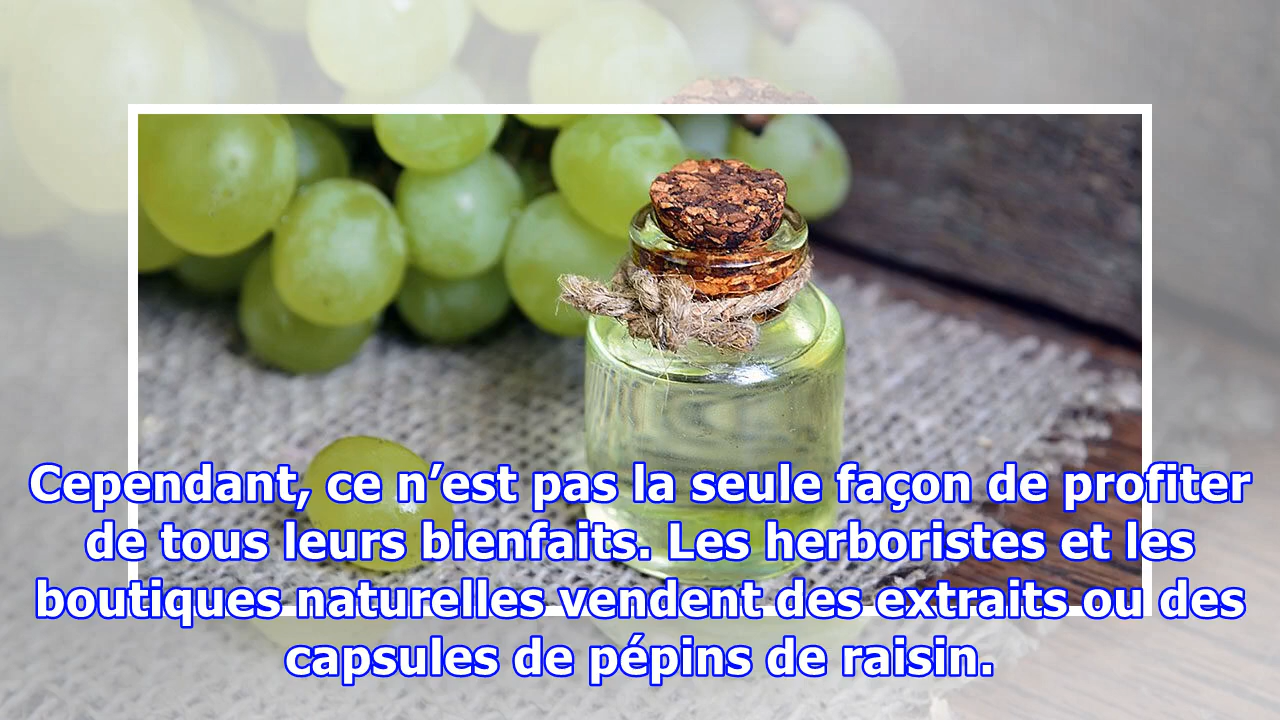 Cependant, ce n’est pas la seule façon de profiter
de tous leurs bienfaits. Les herboristes et les
boutiques naturelles vendent des extraits ou des
capsules de pépins de raisin.